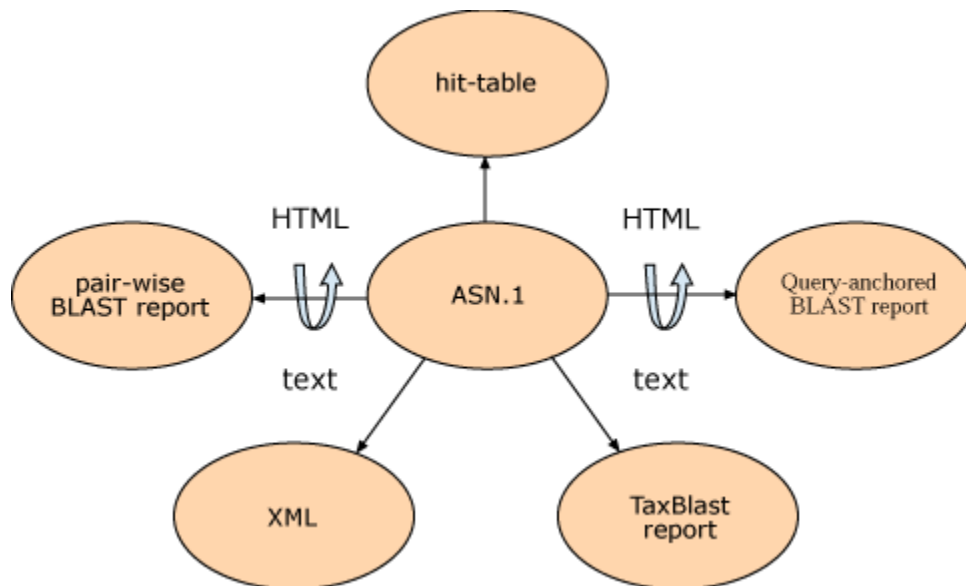 hit-table
HTML
HTML
pair-wise
BLAST report
ASN.1
Query-anchored
BLAST report
text
text
XML
TaxBlast
report